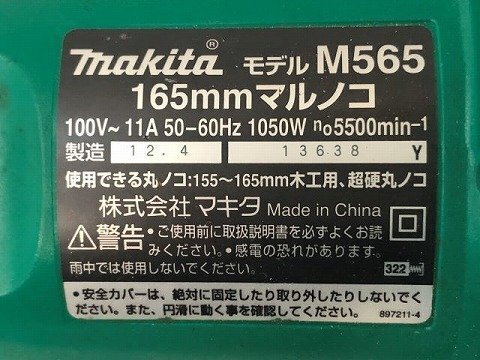 makita® モデル M565
165mmマルノコ
100V~ 11A 50-60Hz 1050W no5500min-1
製造 12.4 13638 Y
使用できる丸ノコ:155~165mm木工用、超硬丸ノコ
株式会社 マキタ Made in China
⚠警告 •ご使用前に取扱説明書を必ずよくお読
みください。•感電の恐れがあります。
雨中では使用しないでください。 322
•安全カバーは、絶対に固定したり取り外したりしないでくだ
さい。また、円滑に動く事を確認してください。 897211-4